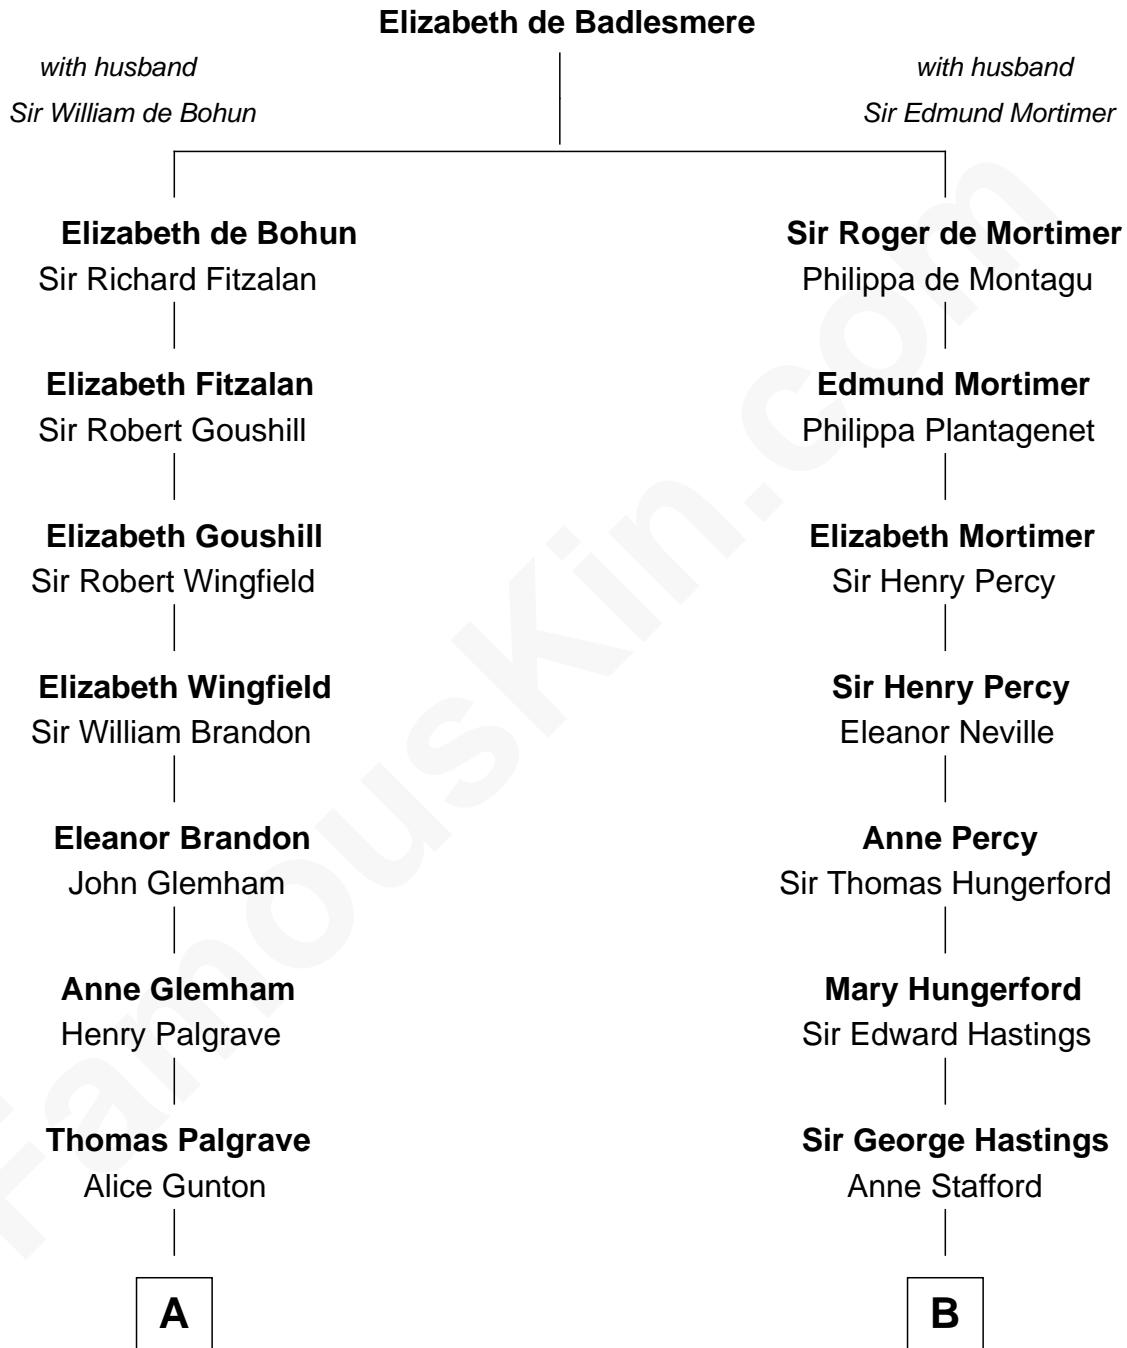 Elizabeth de Badlesmere
with husband
Sir William de Bohun
with husband
Sir Edmund Mortimer
Elizabeth de Bohun
Sir Richard Fitzalan
Sir Roger de Mortimer
Philippa de Montagu
Elizabeth Fitzalan
Sir Robert Goushill
Edmund Mortimer
Philippa Plantagenet
Elizabeth Goushill
Sir Robert Wingfield
Elizabeth Mortimer
Sir Henry Percy
Elizabeth Wingfield
Sir William Brandon
Sir Henry Percy
Eleanor Neville
Eleanor Brandon
John Glemham
Anne Percy
Sir Thomas Hungerford
Anne Glemham
Henry Palgrave
Mary Hungerford
Sir Edward Hastings
Thomas Palgrave
Alice Gunton
Sir George Hastings
Anne Stafford
A
B
FamousKin.com